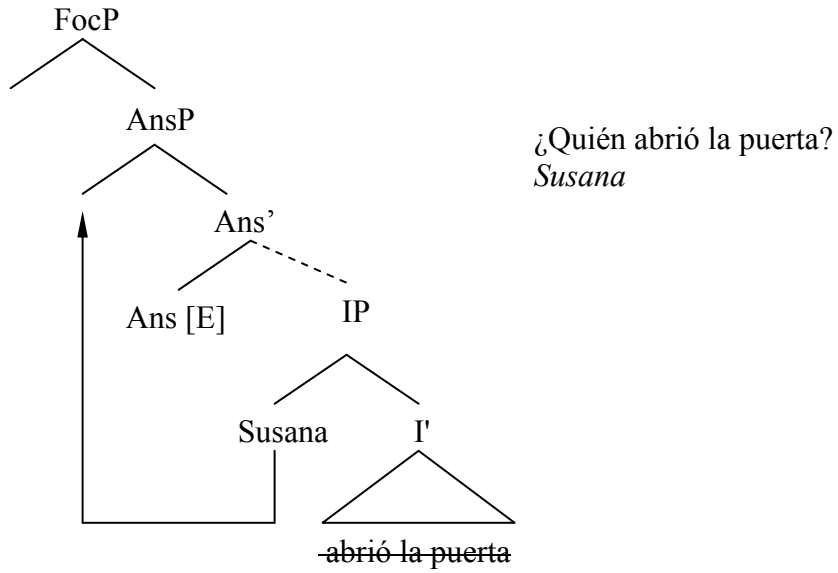 FocP
AnsP
¿Quién abrió la puerta?
Susana
Ans’
Ans [E]
IP
Susana
I'
abrió la puerta